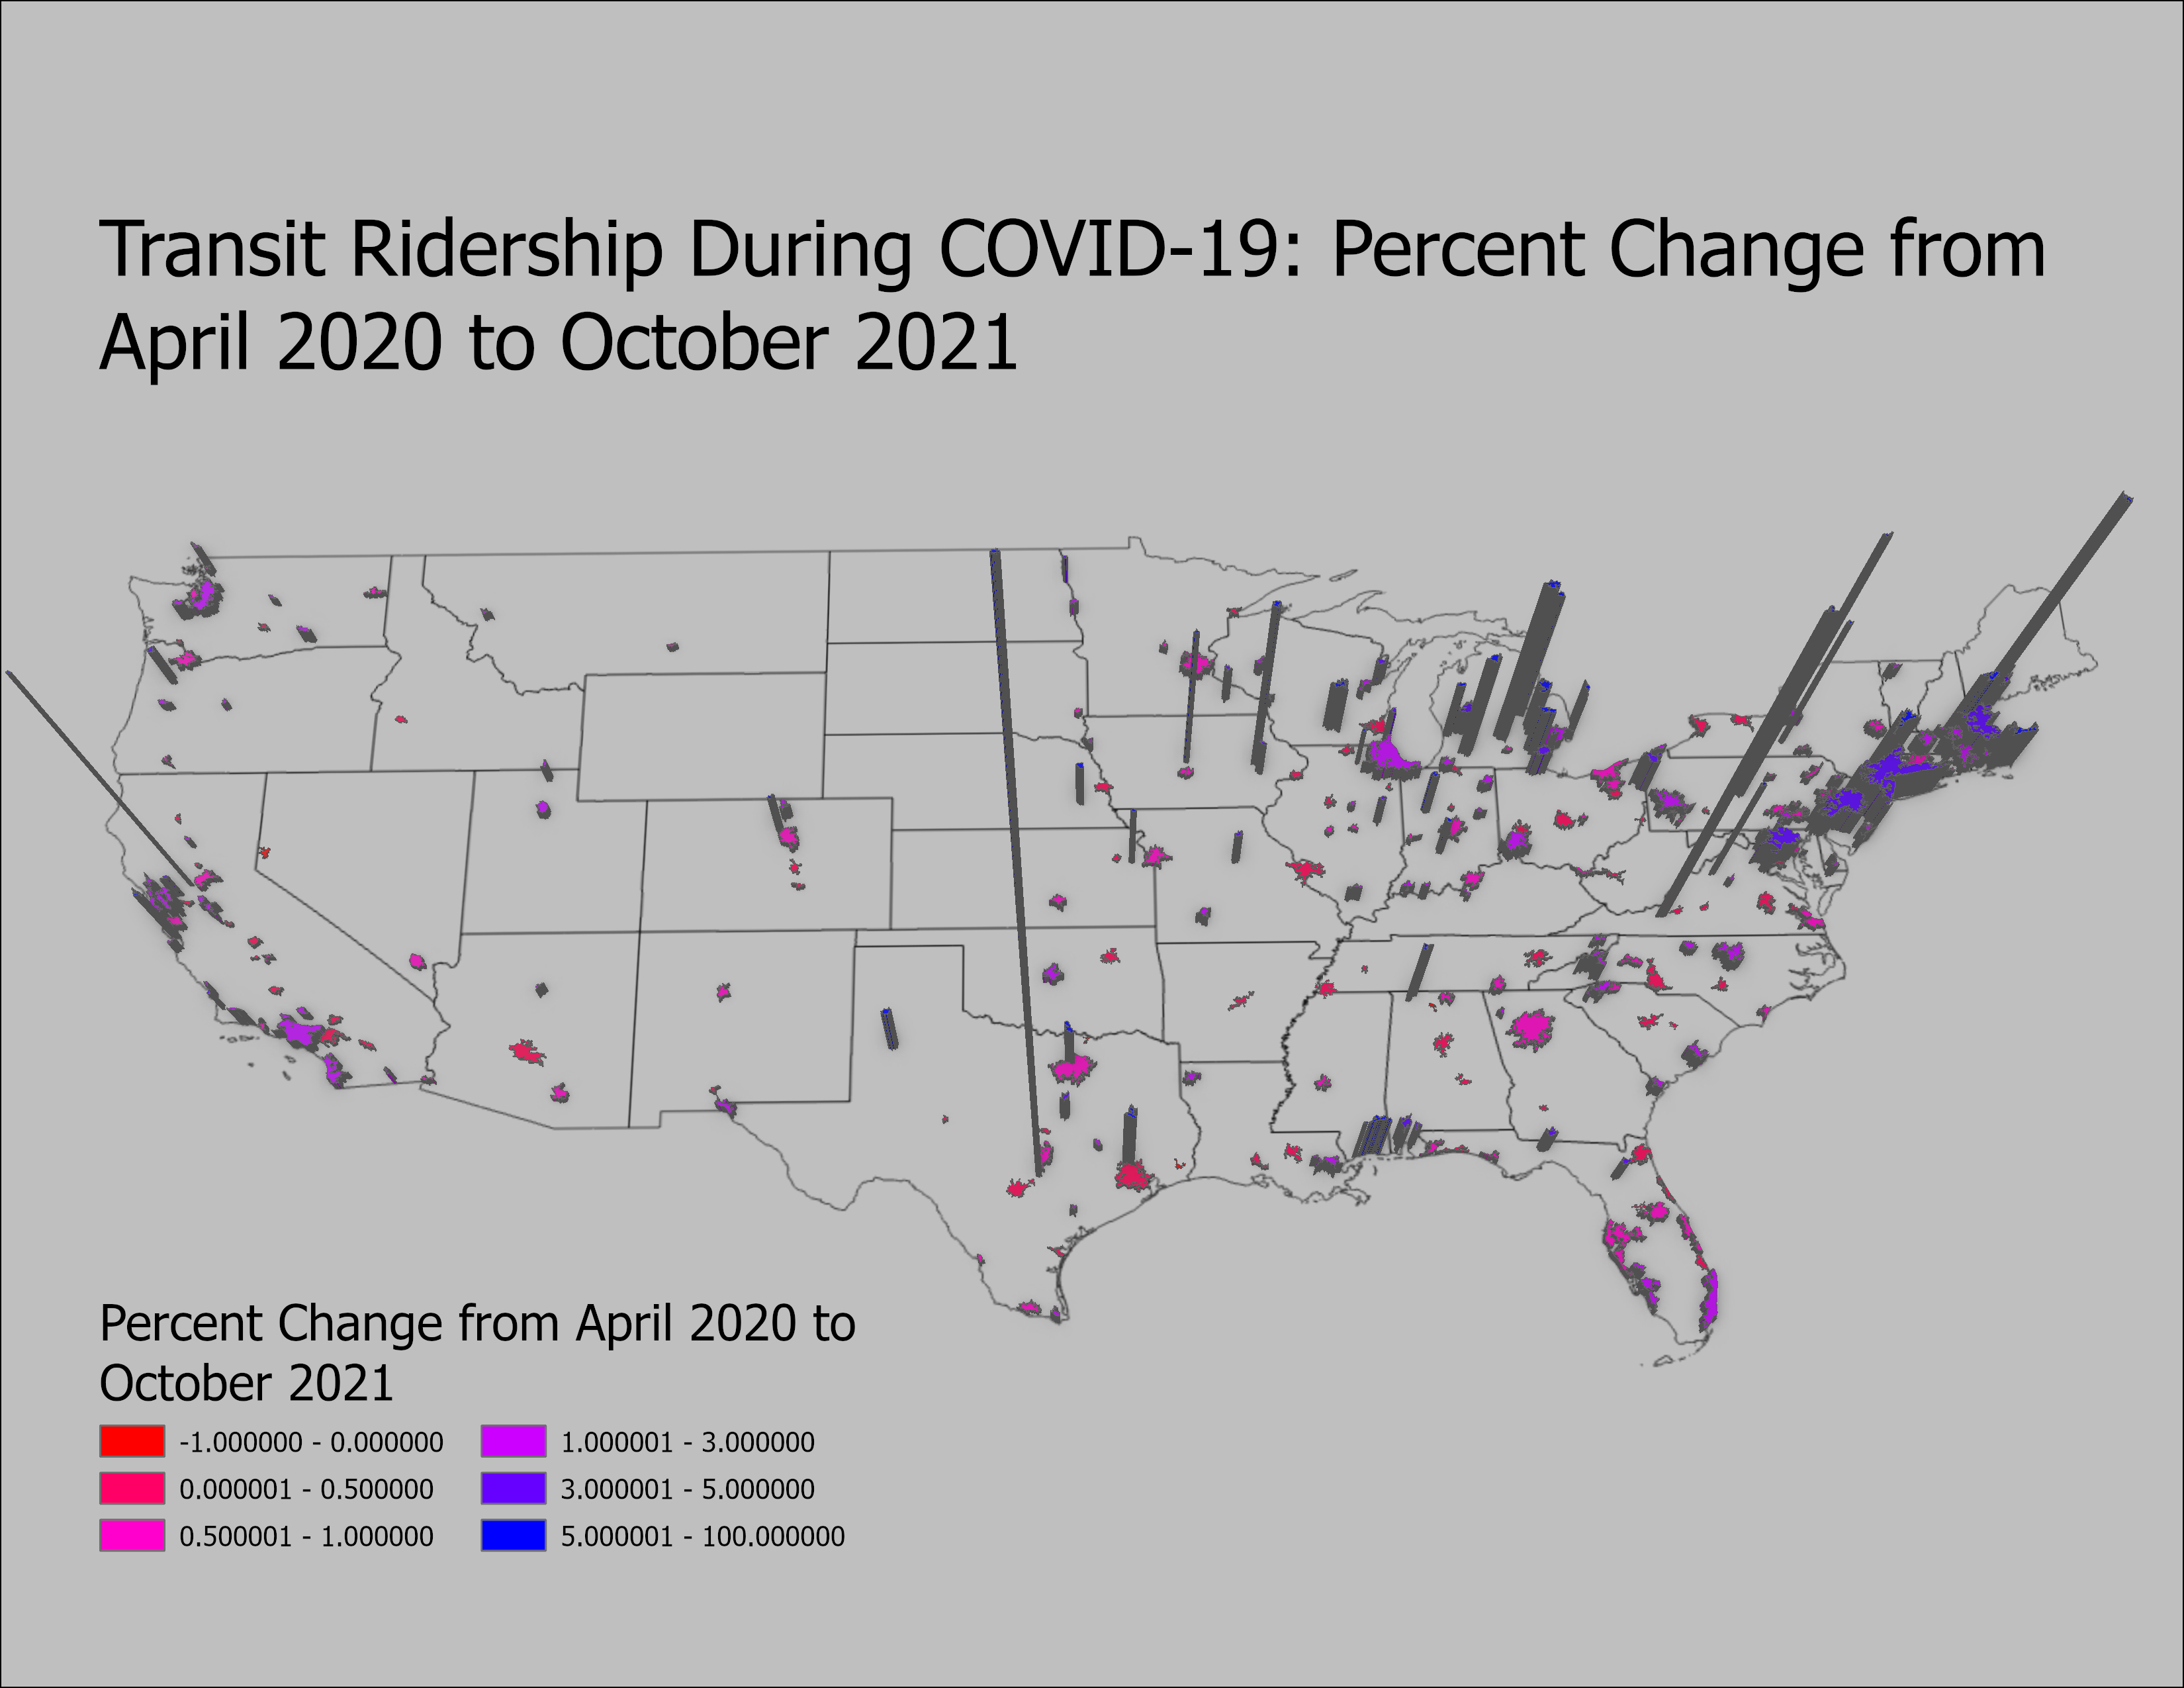 Transit Ridership During COVID-19: Percent Change from
April 2020 to October 2021
Percent Change from April 2020 to
October 2021
-1.000000 - 0.000000
0.000001 - 0.500000
0.500001 - 1.000000
1.000001 - 3.000000
3.000001 - 5.000000
5.000001 - 100.000000